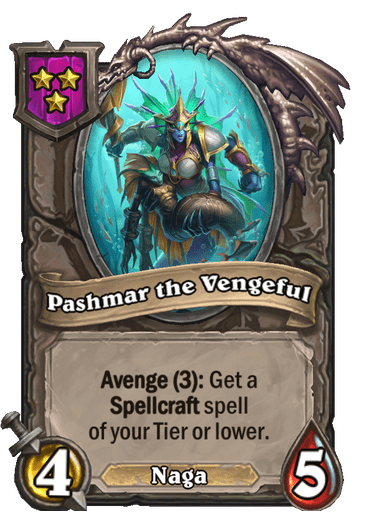 Pashmar the Vengeful
Avenge (3): Get a
Spellcraft spell
of your Tier or lower.
4
Naga
5